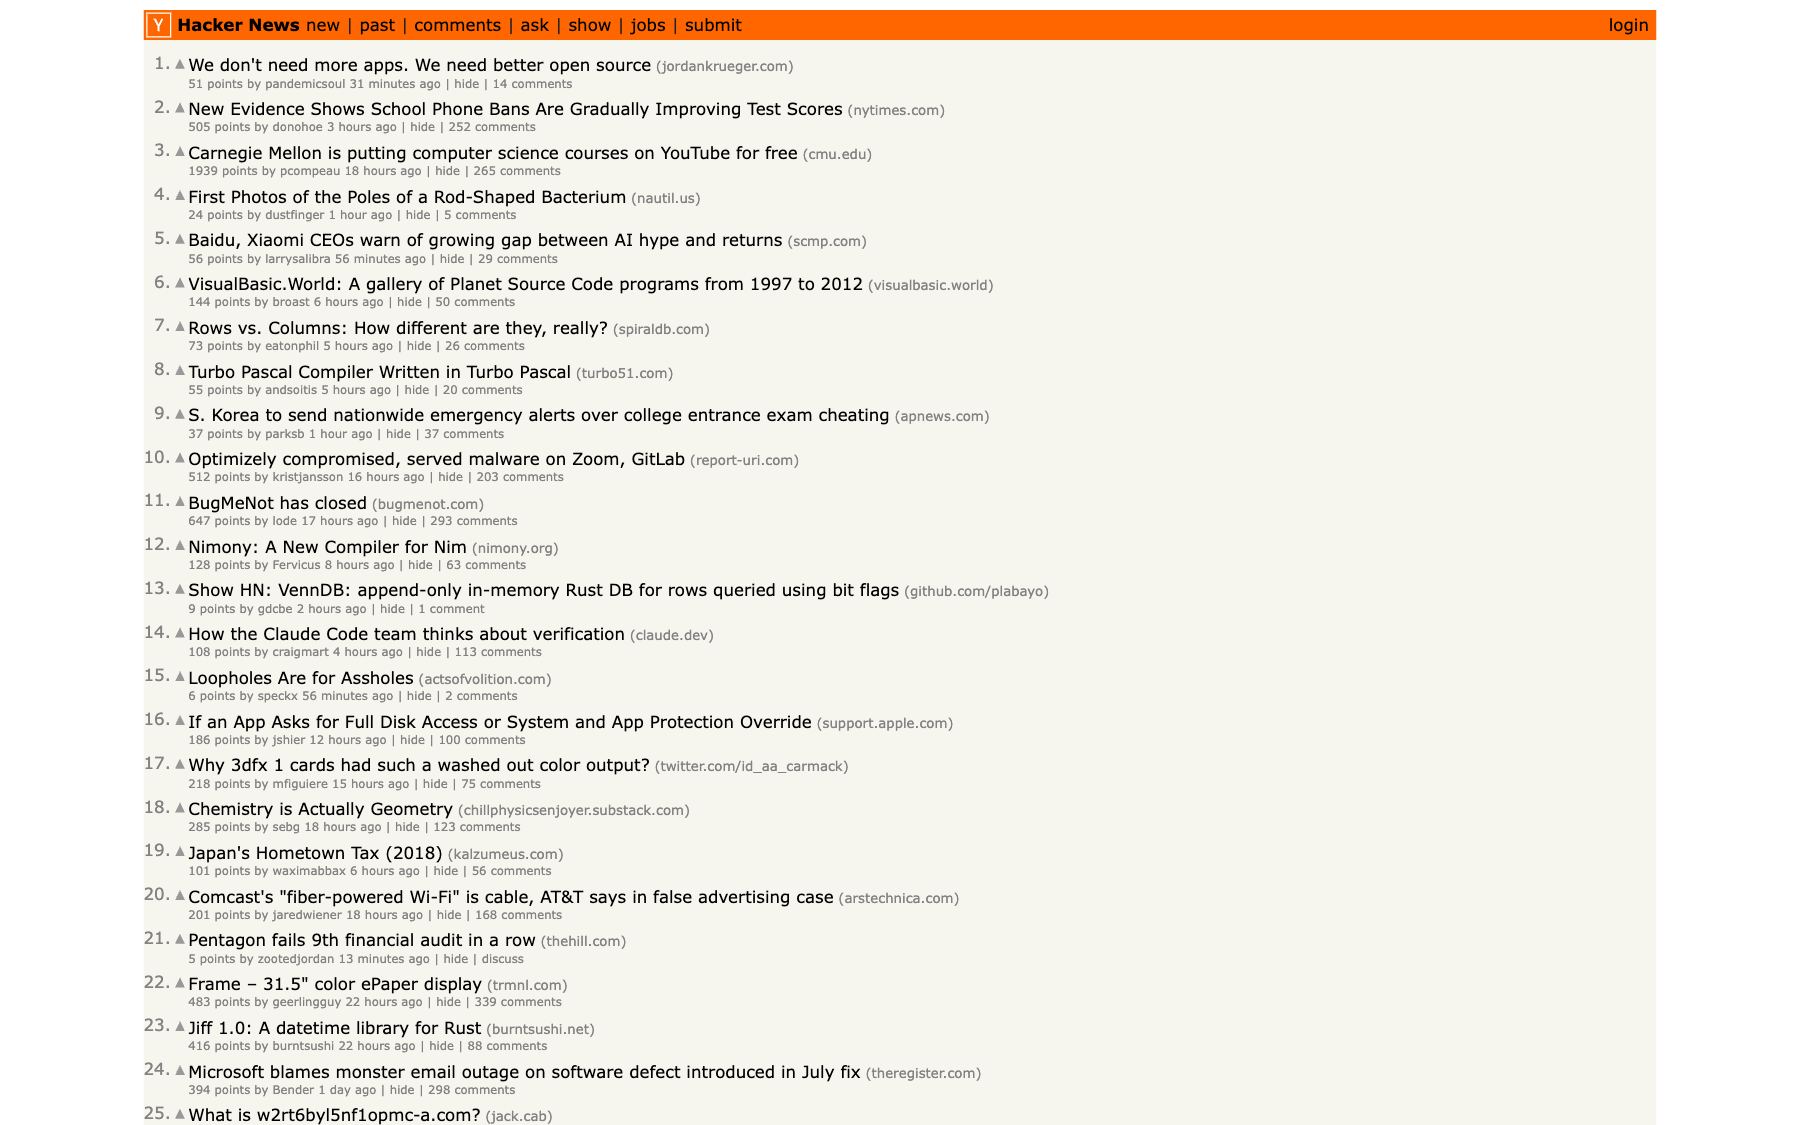 Y Hacker News new | past | comments | ask | show | jobs | submit login
1. ▲ We don't need more apps. We need better open source (jordankrueger.com)
51 points by pandemicsoul 31 minutes ago | hide | 14 comments
2. ▲ New Evidence Shows School Phone Bans Are Gradually Improving Test Scores (nytimes.com)
505 points by donohoe 3 hours ago | hide | 252 comments
3. ▲ Carnegie Mellon is putting computer science courses on YouTube for free (cmu.edu)
1939 points by pcompeau 18 hours ago | hide | 265 comments
4. ▲ First Photos of the Poles of a Rod-Shaped Bacterium (nautil.us)
24 points by dustfinger 1 hour ago | hide | 5 comments
5. ▲ Baidu, Xiaomi CEOs warn of growing gap between AI hype and returns (scmp.com)
56 points by larrysalibra 56 minutes ago | hide | 29 comments
6. ▲ VisualBasic.World: A gallery of Planet Source Code programs from 1997 to 2012 (visualbasic.world)
144 points by broast 6 hours ago | hide | 50 comments
7. ▲ Rows vs. Columns: How different are they, really? (spiraldb.com)
73 points by eatonphil 5 hours ago | hide | 26 comments
8. ▲ Turbo Pascal Compiler Written in Turbo Pascal (turbo51.com)
55 points by andsoitis 5 hours ago | hide | 20 comments
9. ▲ S. Korea to send nationwide emergency alerts over college entrance exam cheating (apnews.com)
37 points by parksb 1 hour ago | hide | 37 comments
10. ▲ Optimizely compromised, served malware on Zoom, GitLab (report-uri.com)
512 points by kristjansson 16 hours ago | hide | 203 comments
11. ▲ BugMeNot has closed (bugmenot.com)
647 points by lode 17 hours ago | hide | 293 comments
12. ▲ Nimony: A New Compiler for Nim (nimony.org)
128 points by Fervicus 8 hours ago | hide | 63 comments
13. ▲ Show HN: VennDB: append-only in-memory Rust DB for rows queried using bit flags (github.com/plabayo)
9 points by gdcbe 2 hours ago | hide | 1 comment
14. ▲ How the Claude Code team thinks about verification (claude.dev)
108 points by craigmart 4 hours ago | hide | 113 comments
15. ▲ Loopholes Are for Assholes (actsofvolition.com)
6 points by speckx 56 minutes ago | hide | 2 comments
16. ▲ If an App Asks for Full Disk Access or System and App Protection Override (support.apple.com)
186 points by jshier 12 hours ago | hide | 100 comments
17. ▲ Why 3dfx 1 cards had such a washed out color output? (twitter.com/id_aa_carmack)
218 points by mfiguiere 15 hours ago | hide | 75 comments
18. ▲ Chemistry is Actually Geometry (chillphysicsenjoyer.substack.com)
285 points by sebg 18 hours ago | hide | 123 comments
19. ▲ Japan's Hometown Tax (2018) (kalzumeus.com)
101 points by waximabbax 6 hours ago | hide | 56 comments
20. ▲ Comcast's "fiber-powered Wi-Fi" is cable, AT&T says in false advertising case (arstechnica.com)
201 points by jaredwiener 18 hours ago | hide | 168 comments
21. ▲ Pentagon fails 9th financial audit in a row (thehill.com)
5 points by zootedjordan 13 minutes ago | hide | discuss
22. ▲ Frame – 31.5" color ePaper display (trmnl.com)
483 points by geerlingguy 22 hours ago | hide | 339 comments
23. ▲ Jiff 1.0: A datetime library for Rust (burntsushi.net)
416 points by burntsushi 22 hours ago | hide | 88 comments
24. ▲ Microsoft blames monster email outage on software defect introduced in July fix (theregister.com)
394 points by Bender 1 day ago | hide | 298 comments
25. ▲ What is w2rt6byl5nf1opmc-a.com? (jack.cab)